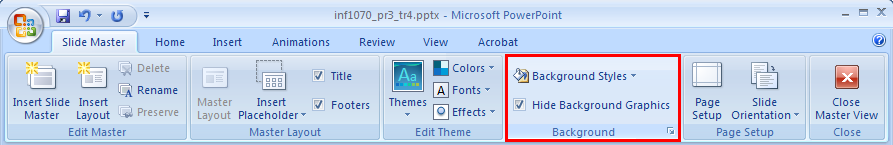 inf1070_pr3_tr4.pptx - Microsoft PowerPoint
Slide Master Home Insert Animations Review View Acrobat
Insert Slide Master
Insert Layout
Delete
Rename
Preserve
Edit Master
Master Layout
Insert Placeholder
Title
Footers
Master Layout
Aa
Themes
Colors
A Fonts
Effects
Edit Theme
Background Styles
Hide Background Graphics
Background
Page Setup
Slide Orientation
Page Setup
Close Master View
Close